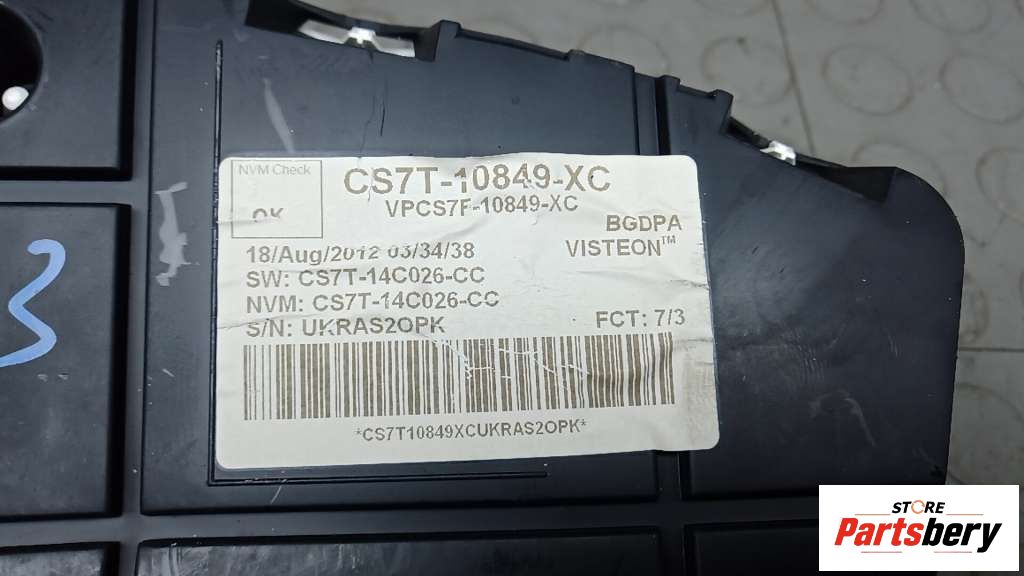 NVM Check
OK
CS7T-10849-XC
VPCS7F-10849-XC
BGDPA
18/Aug/2012 03/34/38
VISTEON™
SW: CS7T-14C026-CC
NVM: CS7T-14C026-CC
S/N: UKRAS2OPK
FCT: 7/3
*CS7T10849XCUKRAS2OPK*
3
STORE
Partsbery